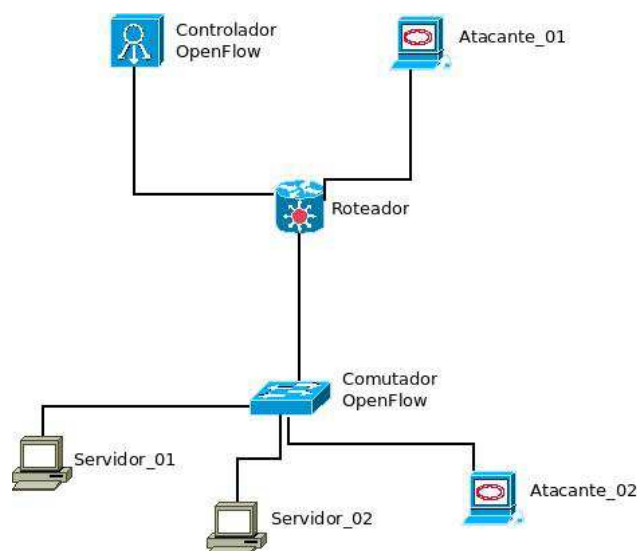 Controlador
OpenFlow
Atacante_01
Roteador
Comutador
OpenFlow
Servidor_01
Servidor_02
Atacante_02